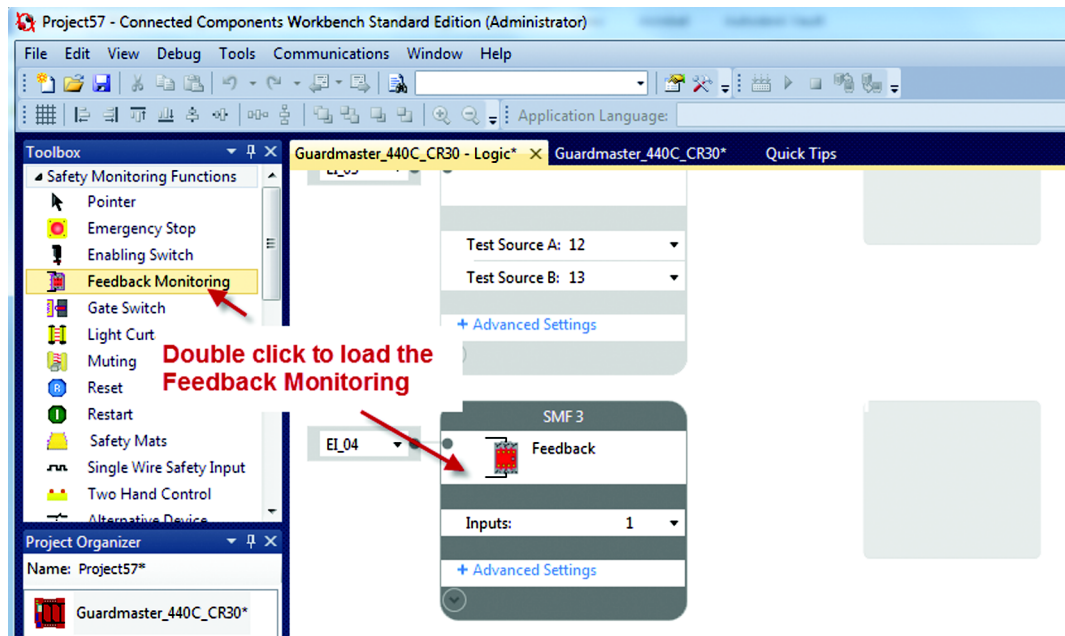 Project57 - Connected Components Workbench Standard Edition (Administrator)
File Edit View Debug Tools Communications Window Help
Application Language:
Toolbox
Guardmaster_440C_CR30 - Logic* Guardmaster_440C_CR30* Quick Tips
Safety Monitoring Functions
Pointer
Emergency Stop
Enabling Switch
Feedback Monitoring
Gate Switch
Light Curt
Muting
Reset
Restart
Safety Mats
Single Wire Safety Input
Two Hand Control
Alternative Device
Project Organizer
Name: Project57*
Guardmaster_440C_CR30*
Test Source A: 12
Test Source B: 13
+ Advanced Settings
Double click to load the
Feedback Monitoring
SMF 3
EI_04
Feedback
Inputs: 1
+ Advanced Settings